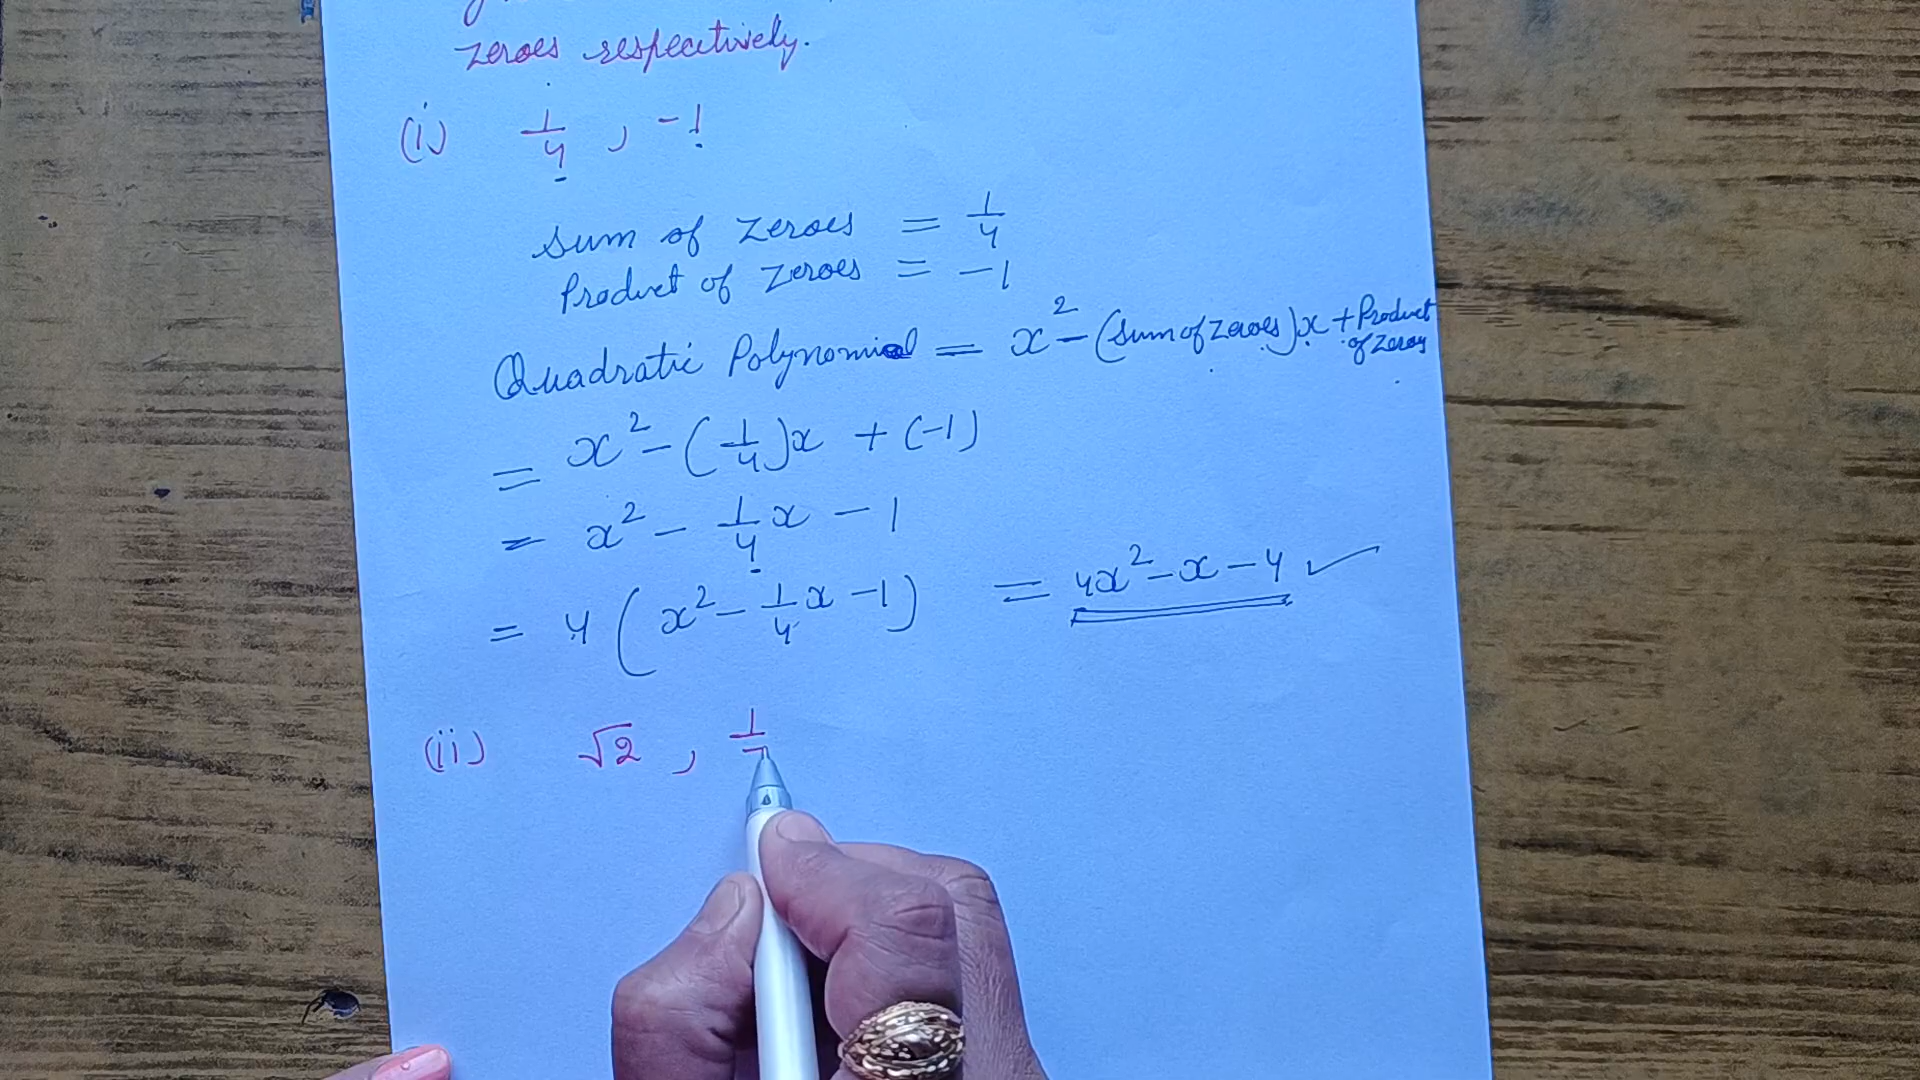 zeroes respectively.
(i) 1/4 , -1
Sum of zeroes = 1/4
Product of zeroes = -1
Quadratic Polynomial = x² - (sum of zeroes)x + Product of zeroes
= x² - (1/4)x + (-1)
= x² - 1/4 x - 1
= 4 (x² - 1/4 x - 1) = 4x² - x - 4 ✓
(ii) √2 ,